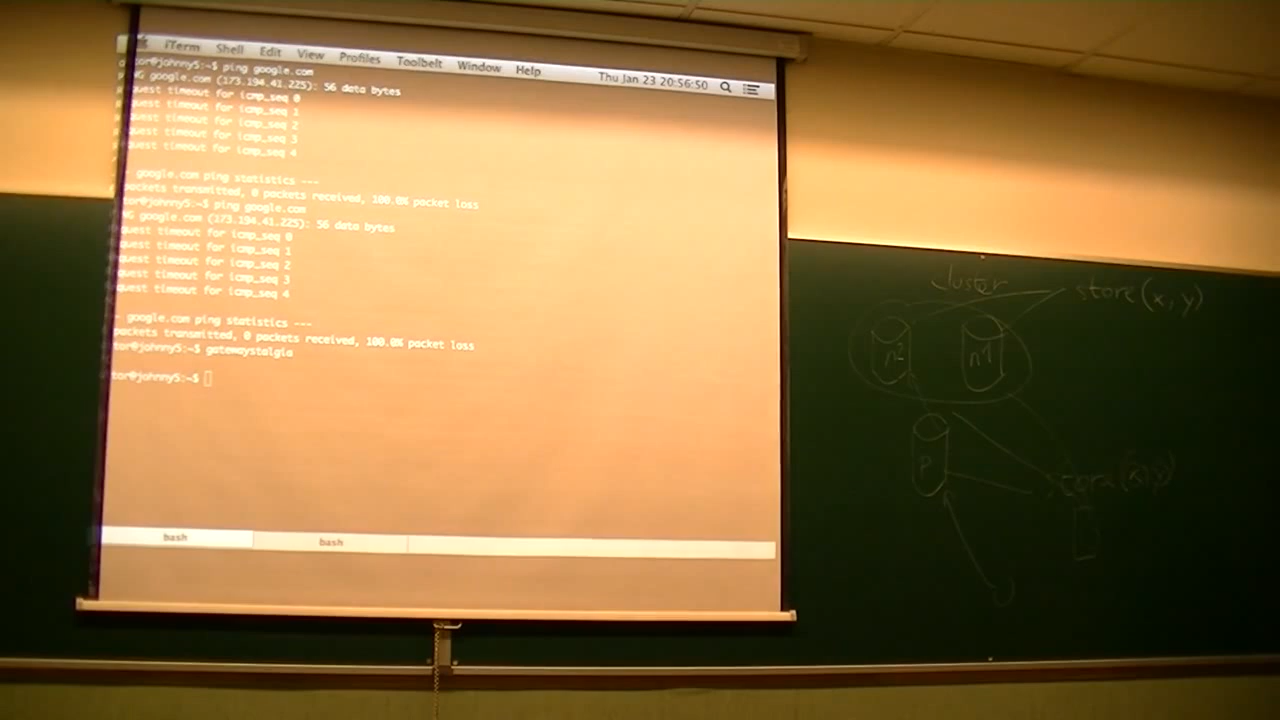 iTerm Shell Edit View Profiles Toolbelt Window Help Thu Jan 23 20:56:50
tor@johnny5:~$ ping google.com
NG google.com (173.194.41.225): 56 data bytes
quest timeout for icmp_seq 0
quest timeout for icmp_seq 1
quest timeout for icmp_seq 2
quest timeout for icmp_seq 3
quest timeout for icmp_seq 4
- google.com ping statistics ---
packets transmitted, 0 packets received, 100.0% packet loss
tor@johnny5:~$ ping google.com
NG google.com (173.194.41.225): 56 data bytes
quest timeout for icmp_seq 0
quest timeout for icmp_seq 1
quest timeout for icmp_seq 2
quest timeout for icmp_seq 3
quest timeout for icmp_seq 4
- google.com ping statistics ---
packets transmitted, 0 packets received, 100.0% packet loss
tor@johnny5:~$ gatewaystalgia
tor@johnny5:~$
bash bash
cluster
store(x, y)
n2 n1
P
store(x,y)